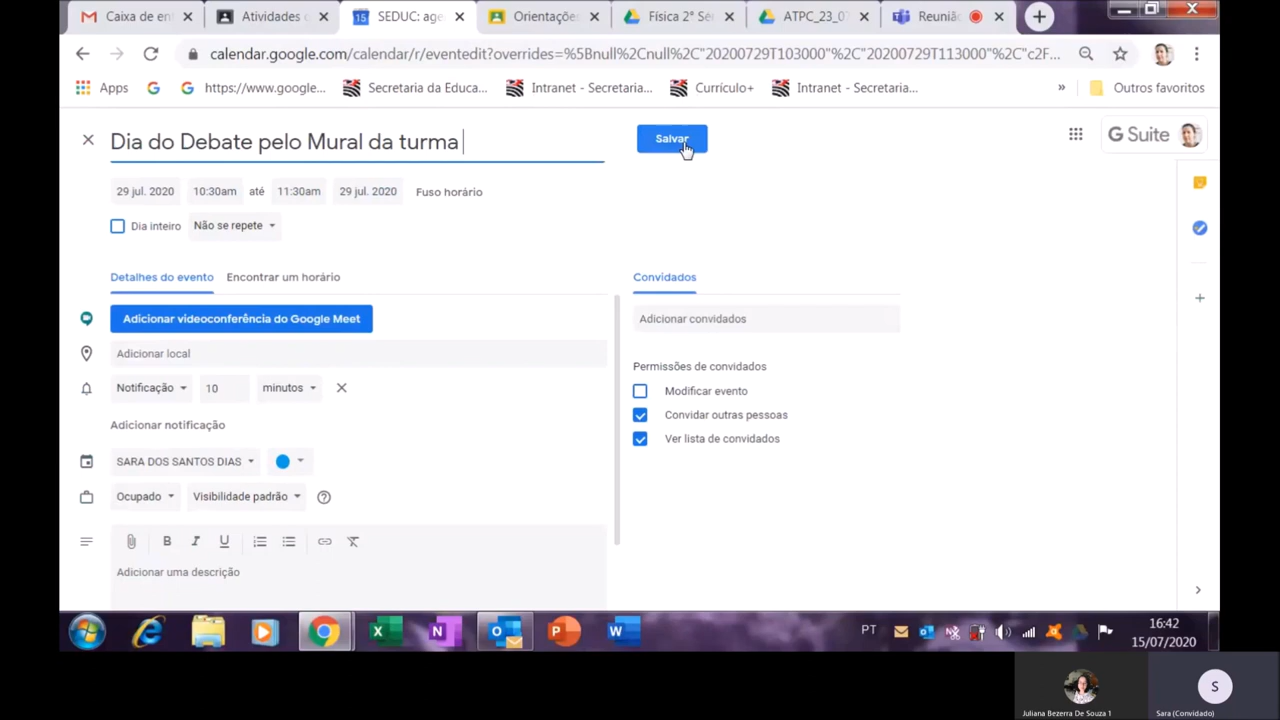 Caixa de en
Atividades
SEDUC: age
Orientaçõe
Física 2° Sé
ATPC_23_0
Reunião
calendar.google.com/calendar/r/eventedit?overrides=%5Bnull%2Cnull%2C"20200729T103000"%2C"20200729T113000"%2C"c2F...
Apps
https://www.google...
Secretaria da Educa...
Intranet - Secretaria...
Currículo+
Intranet - Secretaria...
»
Outros favoritos
Dia do Debate pelo Mural da turma
Salvar
G Suite
29 jul. 2020 10:30am até 11:30am 29 jul. 2020 Fuso horário
Dia inteiro Não se repete
Detalhes do evento Encontrar um horário
Convidados
Adicionar videoconferência do Google Meet
Adicionar convidados
Adicionar local
Permissões de convidados
Notificação 10 minutos
Modificar evento
Convidar outras pessoas
Adicionar notificação
Ver lista de convidados
SARA DOS SANTOS DIAS
Ocupado Visibilidade padrão
B I U
Adicionar uma descrição
PT
16:42
15/07/2020
S
Juliana Bezerra De Souza 1
Sara (Convidado)